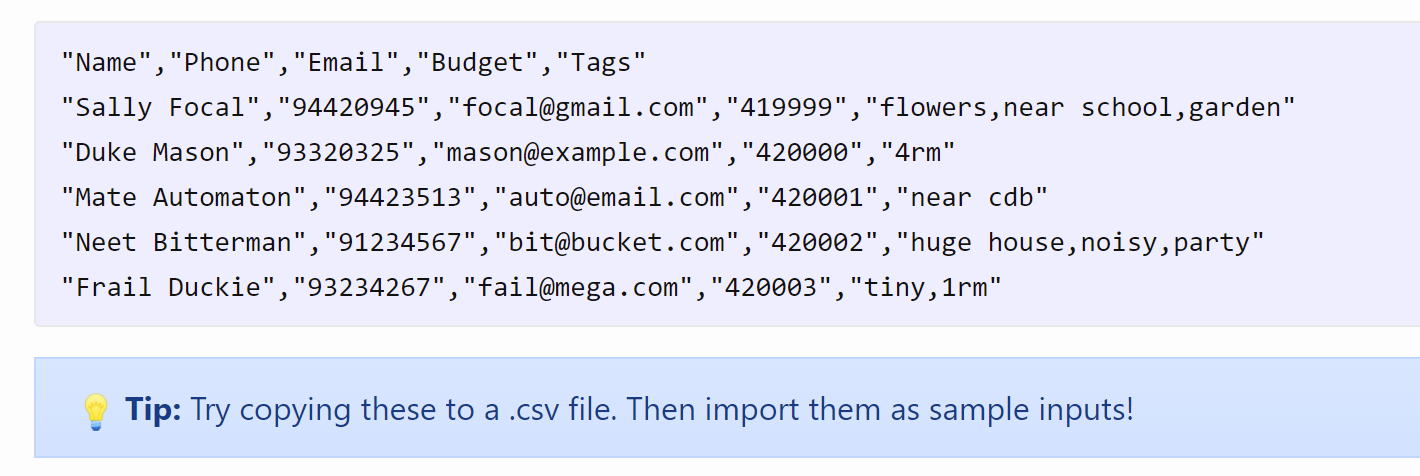 "Name","Phone","Email","Budget","Tags"
"Sally Focal","94420945","focal@gmail.com","419999","flowers,near school,garden"
"Duke Mason","93320325","mason@example.com","420000","4rm"
"Mate Automaton","94423513","auto@email.com","420001","near cdb"
"Neet Bitterman","91234567","bit@bucket.com","420002","huge house,noisy,party"
"Frail Duckie","93234267","fail@mega.com","420003","tiny,1rm"
Tip: Try copying these to a .csv file. Then import them as sample inputs!